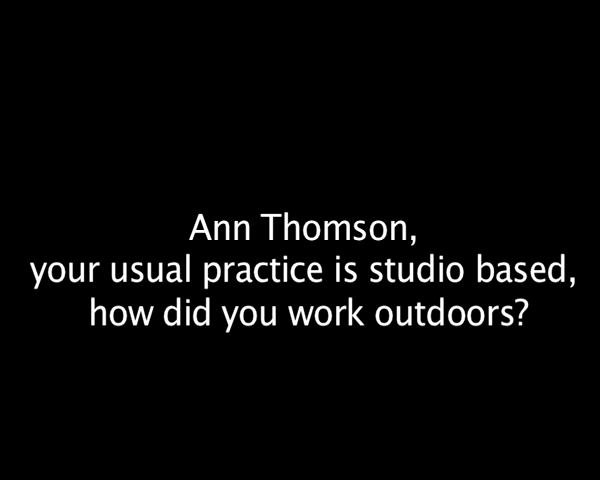 Ann Thomson,
your usual practice is studio based,
how did you work outdoors?